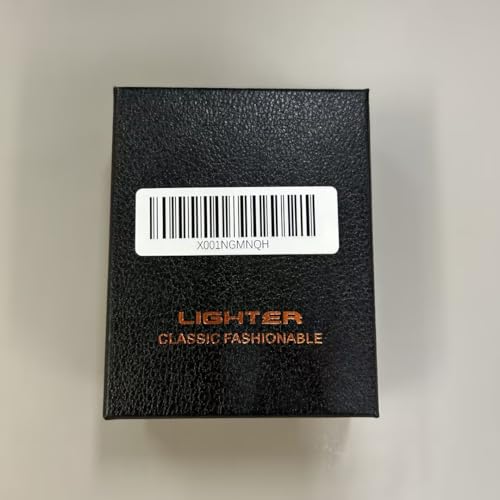 X001NGMNQH
LIGHTER
CLASSIC FASHIONABLE